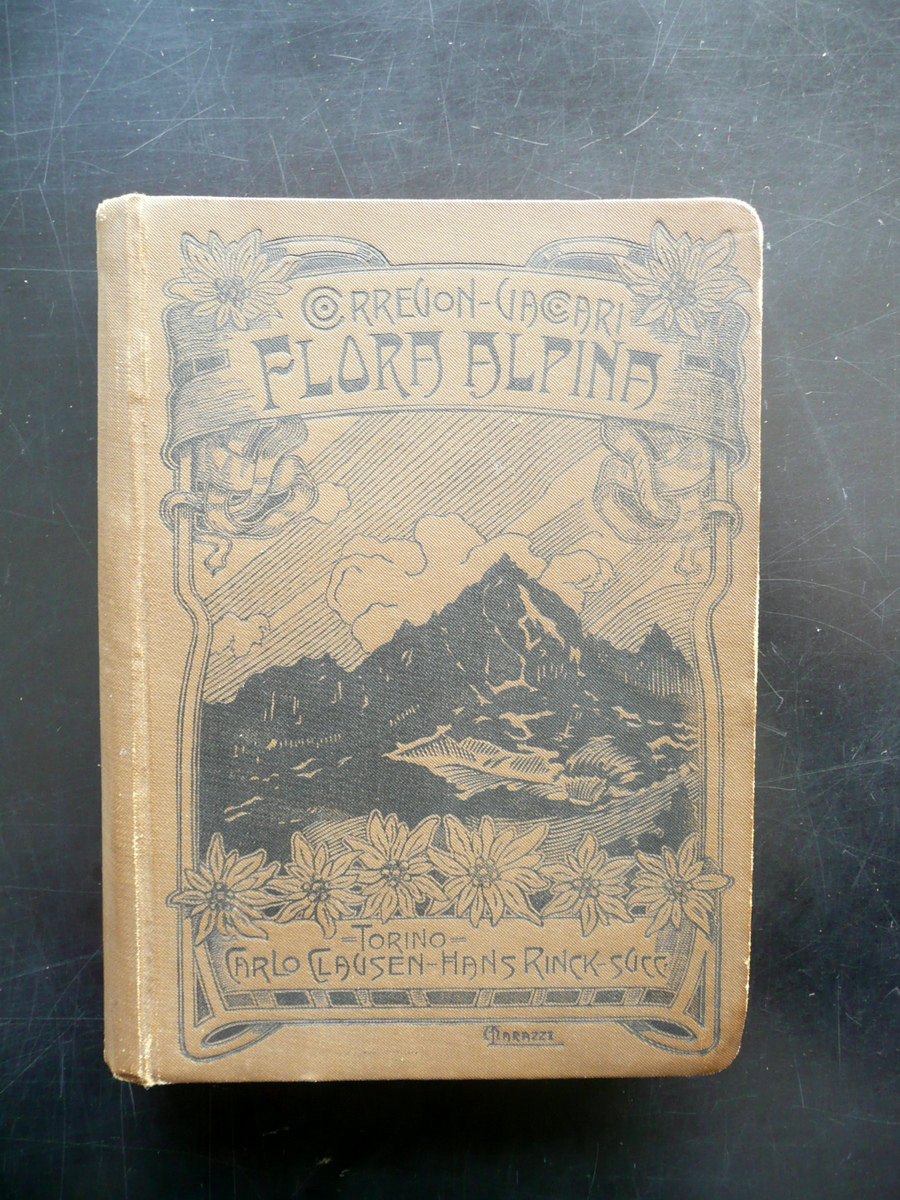 CORREVON-VACCARI
FLORA ALPINA
-TORINO-
CARLO CLAUSEN-HANS RINCK-SUCC.